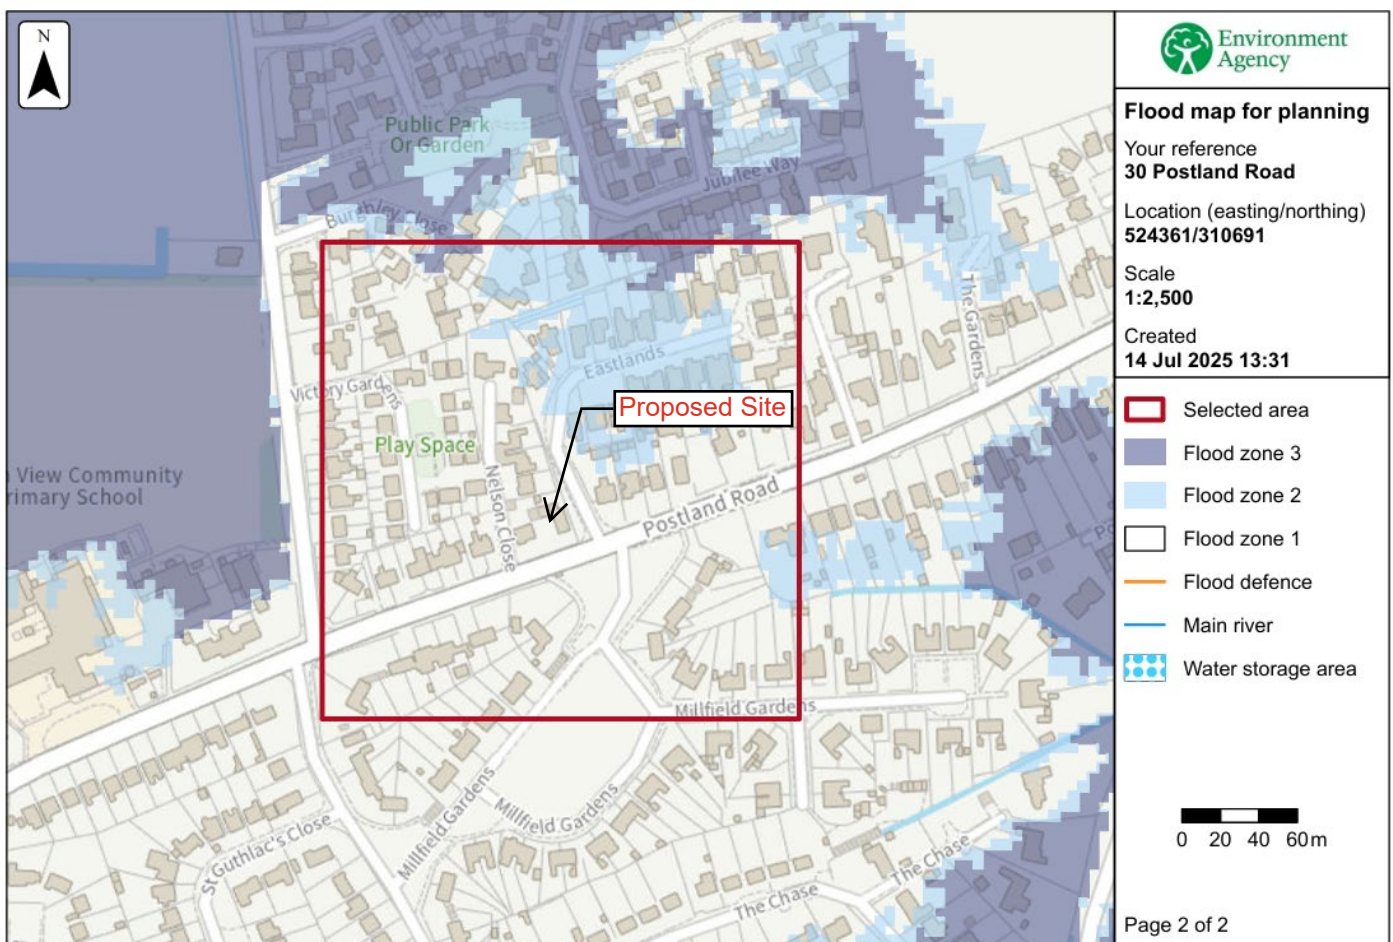 N
Public Park
Or Garden
Jubilee Way
Burghley Close
The Gardens
Eastlands
Proposed Site
Victory Gardens
Play Space
View Community
rimary School
Nelson Close
Postland Road
Millfield Gardens
Millfield Gardens
Millfield Gardens
St Guthlac's Close
The Chase
The Chase
Environment
Agency
Flood map for planning
Your reference
30 Postland Road
Location (easting/northing)
524361/310691
Scale
1:2,500
Created
14 Jul 2025 13:31
Selected area
Flood zone 3
Flood zone 2
Flood zone 1
Flood defence
Main river
Water storage area
0 20 40 60m
Page 2 of 2